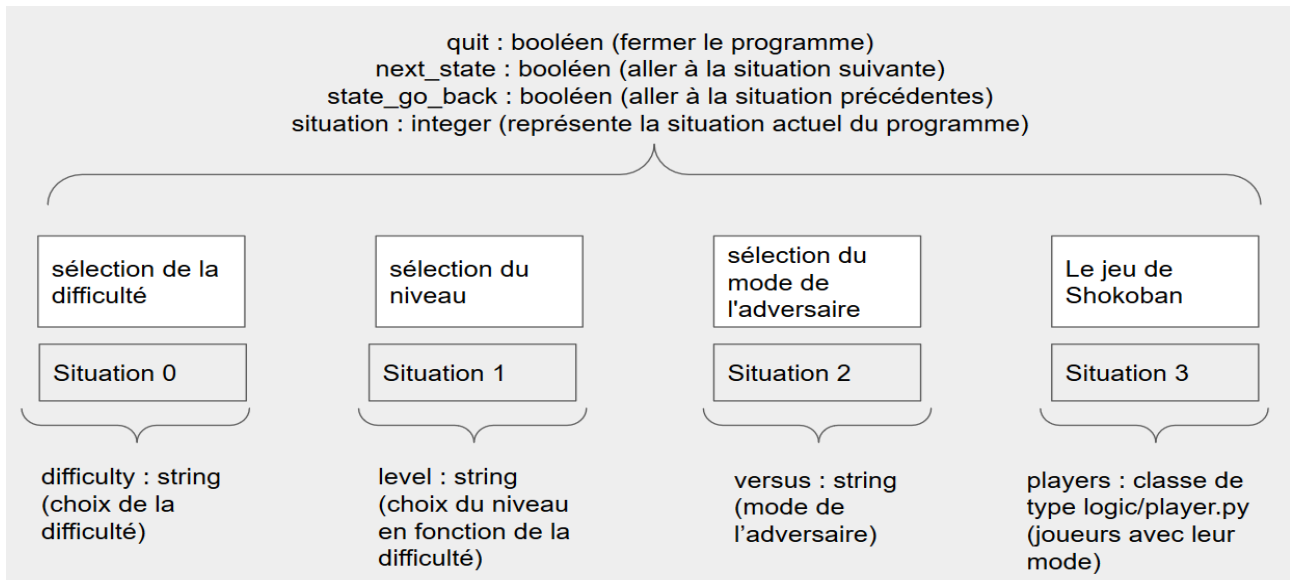 quit : booléen (fermer le programme)
next_state : booléen (aller à la situation suivante)
state_go_back : booléen (aller à la situation précédentes)
situation : integer (représente la situation actuel du programme)
sélection de la
difficulté
sélection du
niveau
sélection du
mode de
l'adversaire
Le jeu de
Shokoban
Situation 0
Situation 1
Situation 2
Situation 3
difficulty : string
(choix de la
difficulté)
level : string
(choix du niveau
en fonction de la
difficulté)
versus : string
(mode de
l’adversaire)
players : classe de
type logic/player.py
(joueurs avec leur
mode)